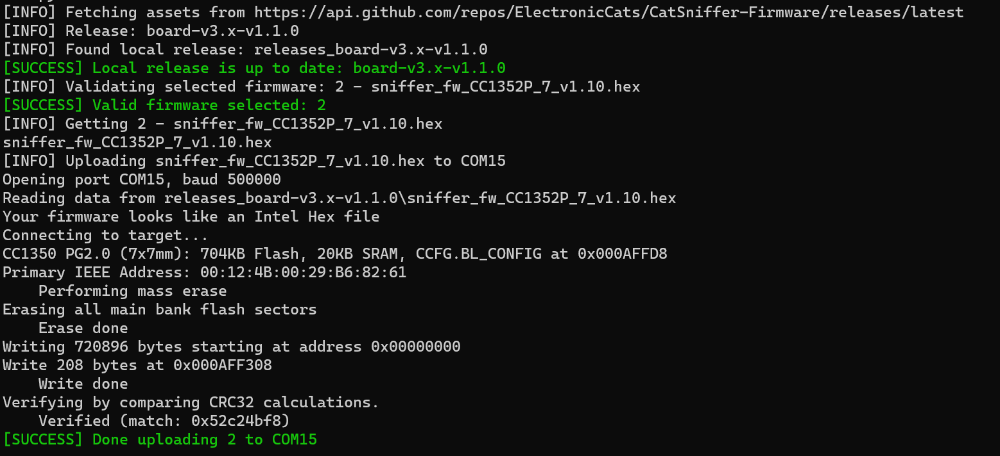 [INFO] Fetching assets from https://api.github.com/repos/ElectronicCats/CatSniffer-Firmware/releases/latest
[INFO] Release: board-v3.x-v1.1.0
[INFO] Found local release: releases_board-v3.x-v1.1.0
[SUCCESS] Local release is up to date: board-v3.x-v1.1.0
[INFO] Validating selected firmware: 2 - sniffer_fw_CC1352P_7_v1.10.hex
[SUCCESS] Valid firmware selected: 2
[INFO] Getting 2 - sniffer_fw_CC1352P_7_v1.10.hex
sniffer_fw_CC1352P_7_v1.10.hex
[INFO] Uploading sniffer_fw_CC1352P_7_v1.10.hex to COM15
Opening port COM15, baud 500000
Reading data from releases_board-v3.x-v1.1.0\sniffer_fw_CC1352P_7_v1.10.hex
Your firmware looks like an Intel Hex file
Connecting to target...
CC1350 PG2.0 (7x7mm): 704KB Flash, 20KB SRAM, CCFG.BL_CONFIG at 0x000AFFD8
Primary IEEE Address: 00:12:4B:00:29:B6:82:61
    Performing mass erase
Erasing all main bank flash sectors
    Erase done
Writing 720896 bytes starting at address 0x00000000
Write 208 bytes at 0x000AFF308
    Write done
Verifying by comparing CRC32 calculations.
    Verified (match: 0x52c24bf8)
[SUCCESS] Done uploading 2 to COM15